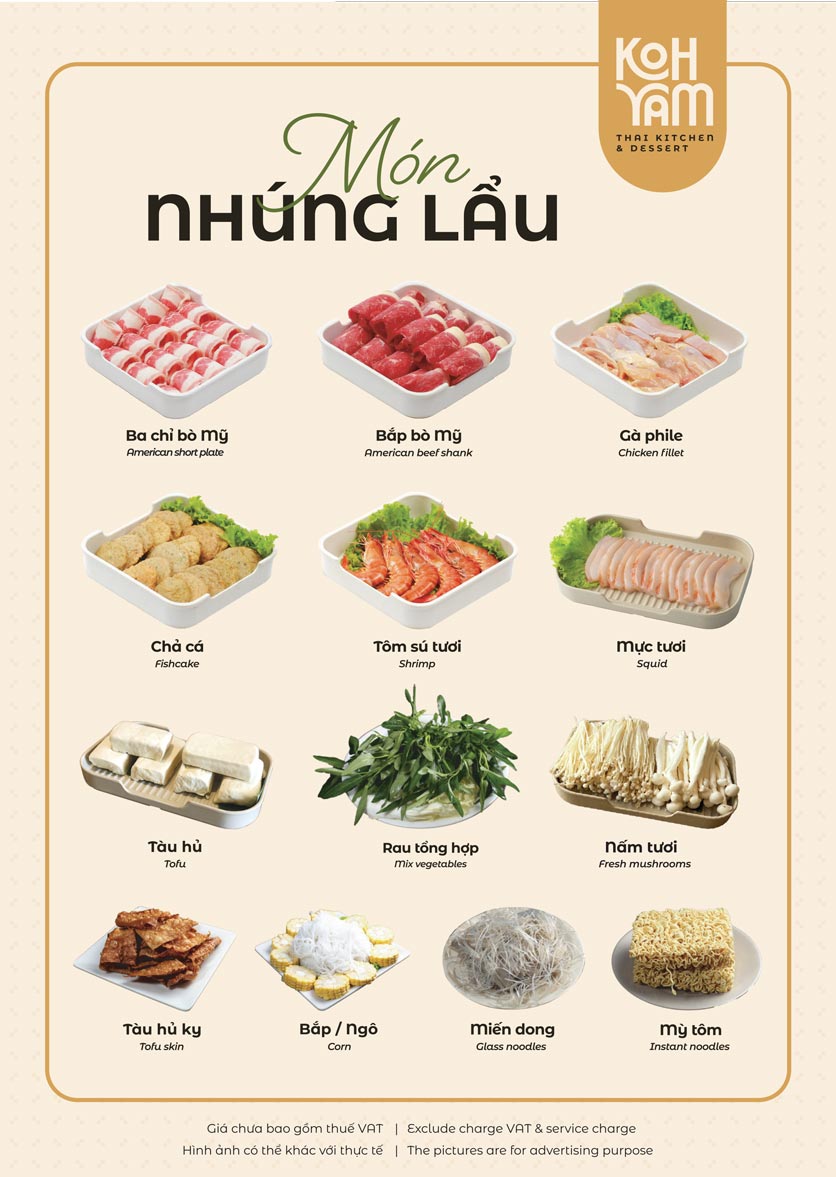 KOH
YAM
THAI KITCHEN
& DESSERT
Món
NHÚNG LẨU
Ba chỉ bò Mỹ
American short plate
Bắp bò Mỹ
American beef shank
Gà phile
Chicken fillet
Chả cá
Fishcake
Tôm sú tươi
Shrimp
Mực tươi
Squid
Tàu hủ
Tofu
Rau tổng hợp
Mix vegetables
Nấm tươi
Fresh mushrooms
Tàu hủ ky
Tofu skin
Bắp / Ngô
Corn
Miến dong
Glass noodles
Mỳ tôm
Instant noodles
Giá chưa bao gồm thuế VAT | Exclude charge VAT & service charge
Hình ảnh có thể khác với thực tế | The pictures are for advertising purpose